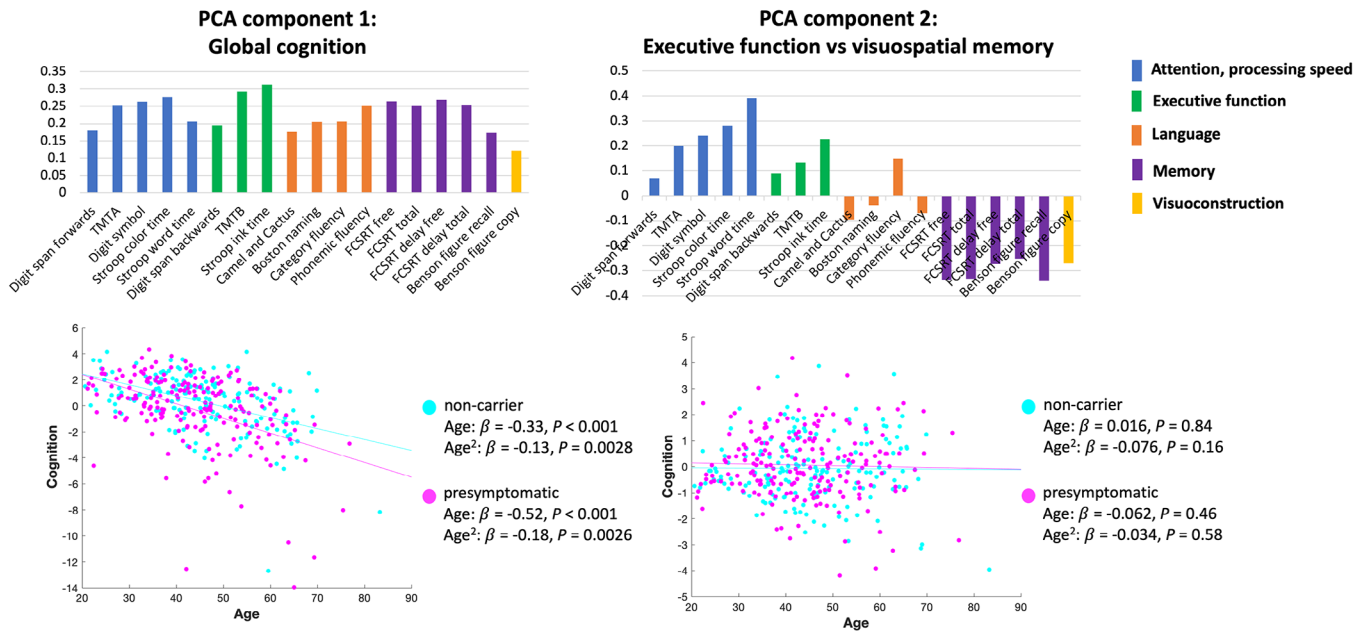 PCA component 1:
Global cognition
0.35
0.3
0.25
0.2
0.15
0.1
0.05
0
Digit span forwards
TMTA
Digit symbol
Stroop color time
Stroop word time
Digit span backwards
TMTB
Stroop ink time
Camel and Cactus
Boston naming
Category fluency
Phonemic fluency
FCSRT free
FCSRT total
FCSRT delay free
FCSRT delay total
Benson figure recall
Benson figure copy
PCA component 2:
Executive function vs visuospatial memory
0.5
0.4
0.3
0.2
0.1
0
-0.1
-0.2
-0.3
-0.4
Digit span forwards
TMTA
Digit symbol
Stroop color time
Stroop word time
Digit span backwards
TMTB
Stroop ink time
Camel and Cactus
Boston naming
Category fluency
Phonemic fluency
FCSRT free
FCSRT total
FCSRT delay free
FCSRT delay total
Benson figure recall
Benson figure copy
Attention, processing speed
Executive function
Language
Memory
Visuoconstruction
Cognition
6
4
2
0
-2
-4
-6
-8
-10
-12
-14
20 30 40 50 60 70 80 90
Age
non-carrier
Age: β = -0.33, P < 0.001
Age²: β = -0.13, P = 0.0028
presymptomatic
Age: β = -0.52, P < 0.001
Age²: β = -0.18, P = 0.0026
Cognition
5
4
3
2
1
0
-1
-2
-3
-4
-5
20 30 40 50 60 70 80 90
Age
non-carrier
Age: β = 0.016, P = 0.84
Age²: β = -0.076, P = 0.16
presymptomatic
Age: β = -0.062, P = 0.46
Age²: β = -0.034, P = 0.58